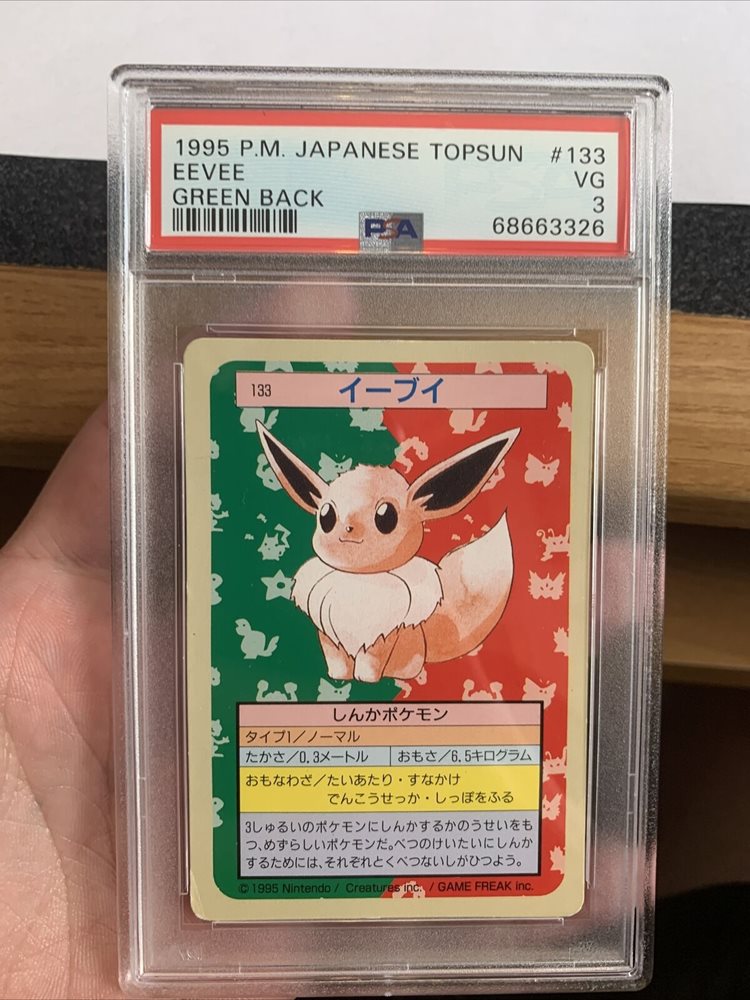 1995 P.M. JAPANESE TOPSUN #133
EEVEE VG
GREEN BACK 3
PSA 68663326
133 イーブイ
しんかポケモン
タイプ1/ノーマル
たかさ/0.3メートル おもさ/6.5キログラム
おもなわざ/たいあたり・すなかけ
でんこうせっか・しっぽをふる
3しゅるいのポケモンにしんかするかのうせいをも
つ、めずらしいポケモンだ。べつのけいたいにしんか
するためには、それぞれとくべつないしがひつよう。
© 1995 Nintendo / Creatures inc. / GAME FREAK inc.